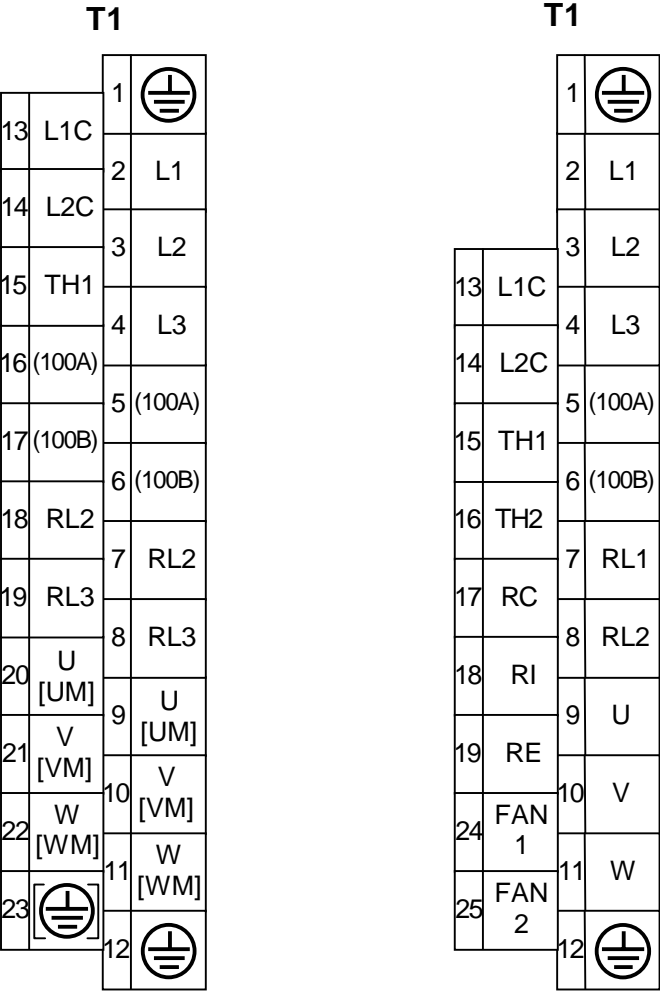 T1
1
13 L1C
2 L1
14 L2C
3 L2
15 TH1
4 L3
16 (100A)
5 (100A)
17 (100B)
6 (100B)
18 RL2
7 RL2
19 RL3
8 RL3
20 U
[UM]
9 U
[UM]
21 V
[VM]
10 V
[VM]
22 W
[WM]
11 W
[WM]
23 [ ]
12
T1
1
2 L1
3 L2
13 L1C
4 L3
14 L2C
5 (100A)
15 TH1
6 (100B)
16 TH2
7 RL1
17 RC
8 RL2
18 RI
9 U
19 RE
10 V
24 FAN
1
11 W
25 FAN
2
12